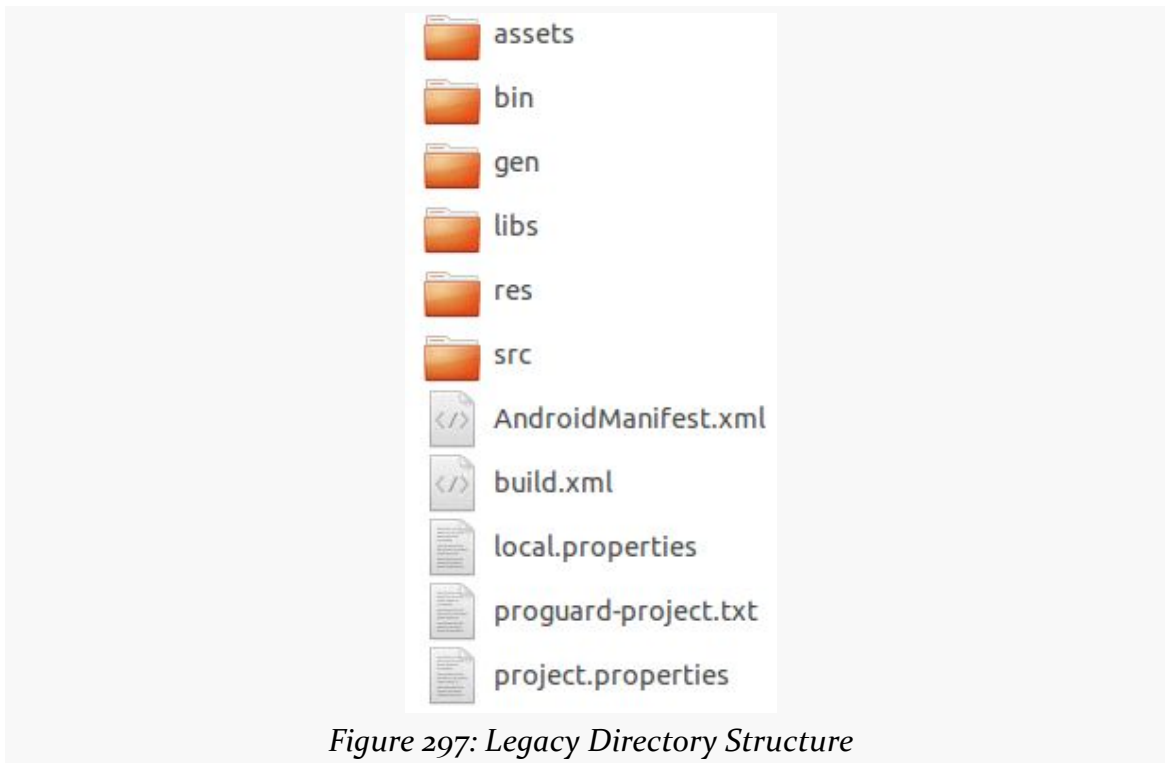 assets
bin
gen
libs
res
src
AndroidManifest.xml
build.xml
local.properties
proguard-project.txt
project.properties
Figure 297: Legacy Directory Structure